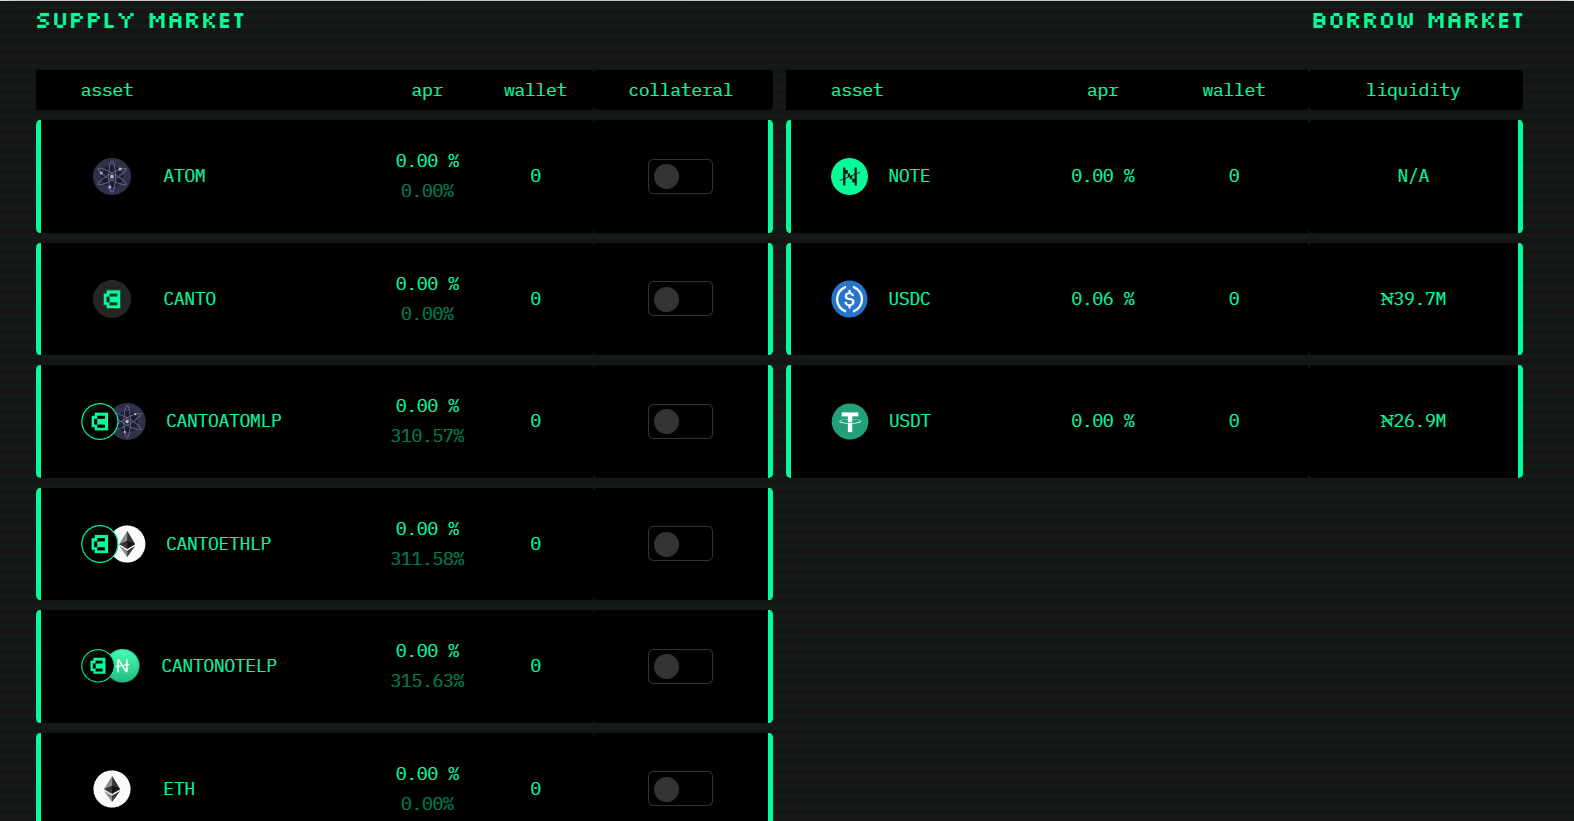 SUPPLY MARKET
BORROW MARKET
asset apr wallet collateral
ATOM 0.00 % 0
0.00%
CANTO 0.00 % 0
0.00%
CANTOATOMLP 0.00 % 0
310.57%
CANTOETHLP 0.00 % 0
311.58%
CANTONOTELP 0.00 % 0
315.63%
ETH 0.00 % 0
0.00%
asset apr wallet liquidity
NOTE 0.00 % 0 N/A
USDC 0.06 % 0 ₦39.7M
USDT 0.00 % 0 ₦26.9M